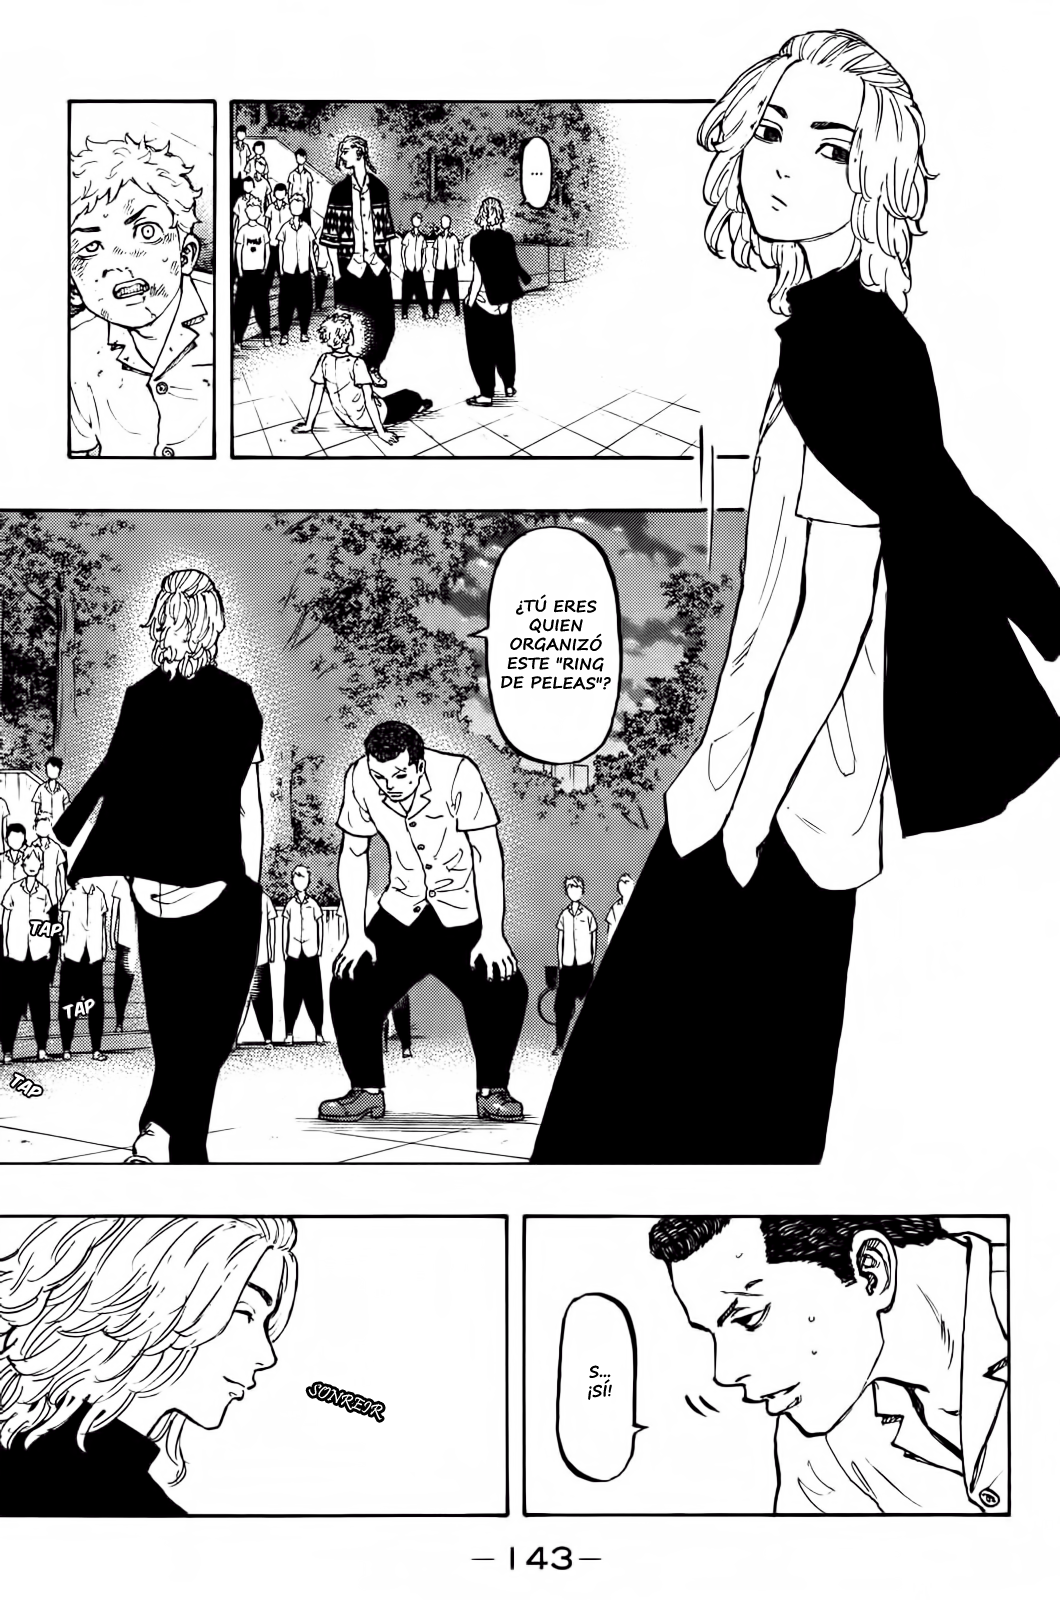 ...
¿TÚ ERES
QUIEN
ORGANIZÓ
ESTE "RING
DE PELEAS"?
TAP
TAP
TAP
S...
¡SÍ!
SONREIR
—143—